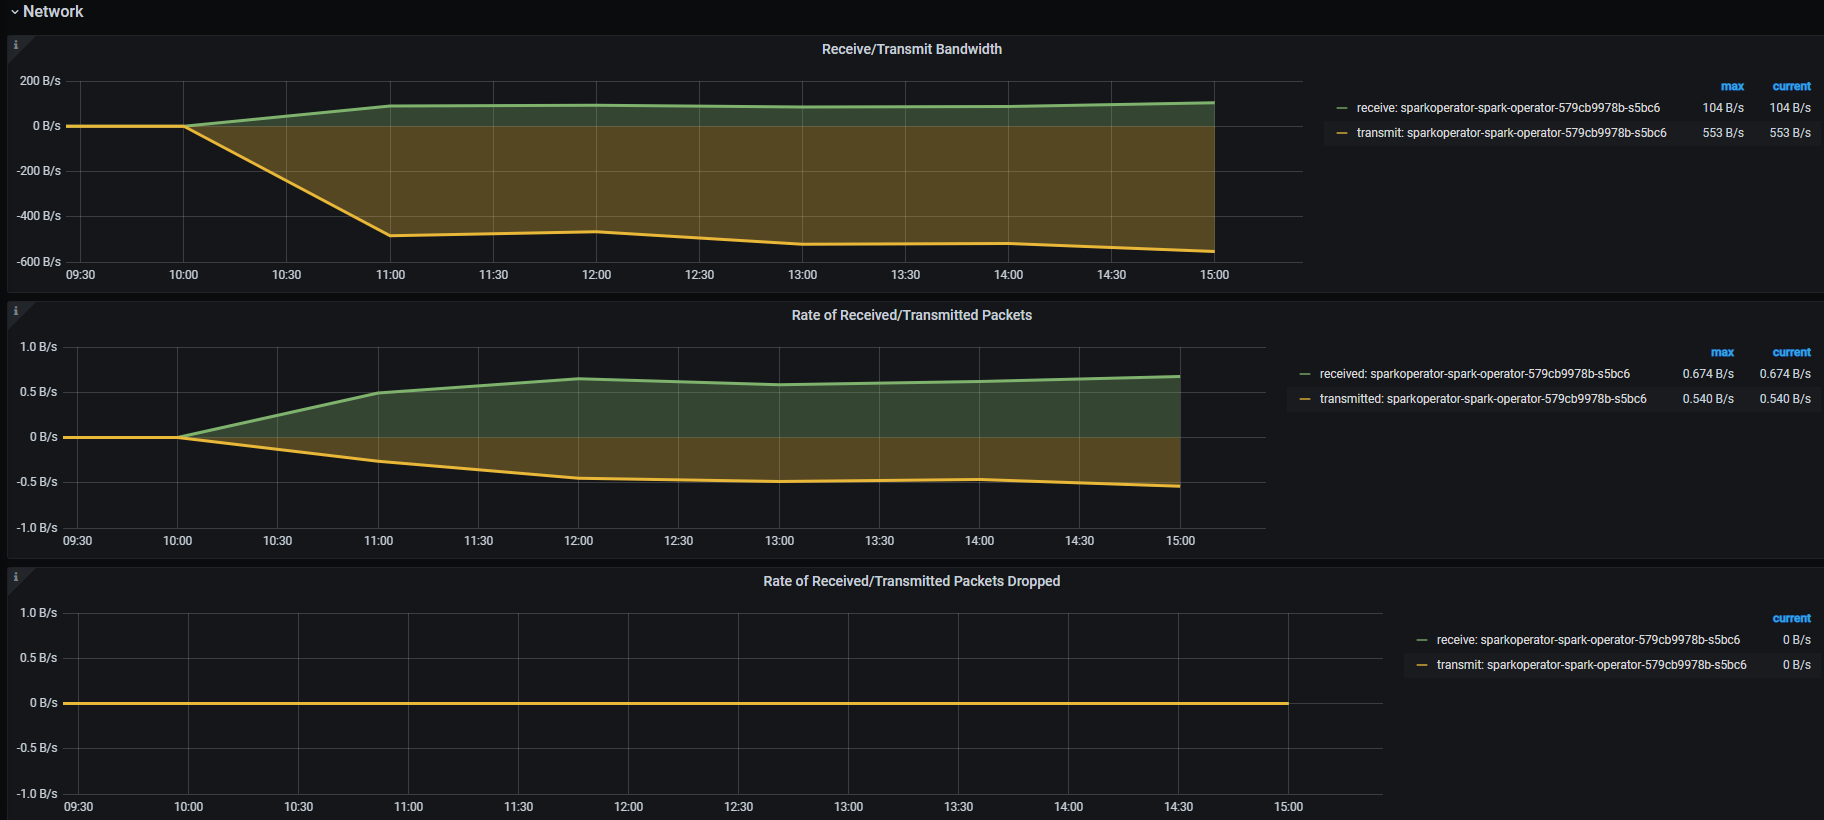 Network
Receive/Transmit Bandwidth
200 B/s
0 B/s
-200 B/s
-400 B/s
-600 B/s
09:30 10:00 10:30 11:00 11:30 12:00 12:30 13:00 13:30 14:00 14:30 15:00
max current
receive: sparkoperator-spark-operator-579cb9978b-s5bc6 104 B/s 104 B/s
transmit: sparkoperator-spark-operator-579cb9978b-s5bc6 553 B/s 553 B/s
Rate of Received/Transmitted Packets
1.0 B/s
0.5 B/s
0 B/s
-0.5 B/s
-1.0 B/s
09:30 10:00 10:30 11:00 11:30 12:00 12:30 13:00 13:30 14:00 14:30 15:00
max current
received: sparkoperator-spark-operator-579cb9978b-s5bc6 0.674 B/s 0.674 B/s
transmitted: sparkoperator-spark-operator-579cb9978b-s5bc6 0.540 B/s 0.540 B/s
Rate of Received/Transmitted Packets Dropped
1.0 B/s
0.5 B/s
0 B/s
-0.5 B/s
-1.0 B/s
09:30 10:00 10:30 11:00 11:30 12:00 12:30 13:00 13:30 14:00 14:30 15:00
current
receive: sparkoperator-spark-operator-579cb9978b-s5bc6 0 B/s
transmit: sparkoperator-spark-operator-579cb9978b-s5bc6 0 B/s